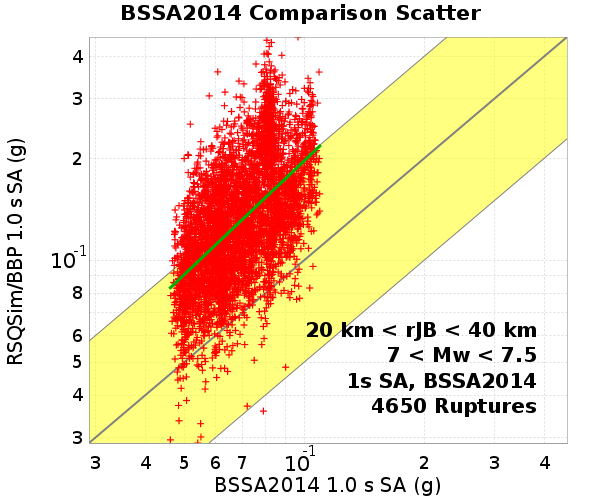 BSSA2014 Comparison Scatter
RSQSim/BBP 1.0 s SA (g)
4
3
2
10-1
8
6
5
4
3
20 km < rJB < 40 km
7 < Mw < 7.5
1s SA, BSSA2014
4650 Ruptures
3 4 5 6 7 10-1 2 3 4
BSSA2014 1.0 s SA (g)